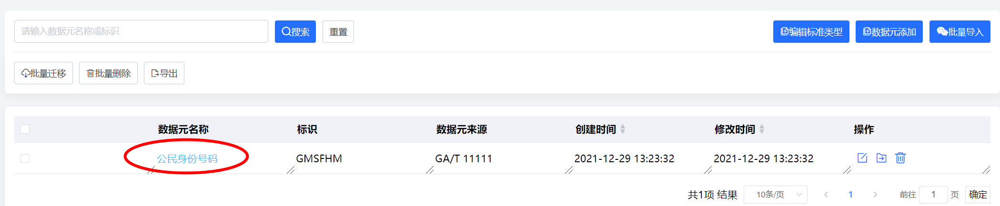 请输入数据元名称或标识 搜索 重置 编辑标准类型 数据元添加 批量导入
批量迁移 批量删除 导出
数据元名称 标识 数据元来源 创建时间 修改时间 操作
公民身份号码 GMSFHM GA/T 11111 2021-12-29 13:23:32 2021-12-29 13:23:32
共1项 结果 10条/页 1 前往 1 页 确定